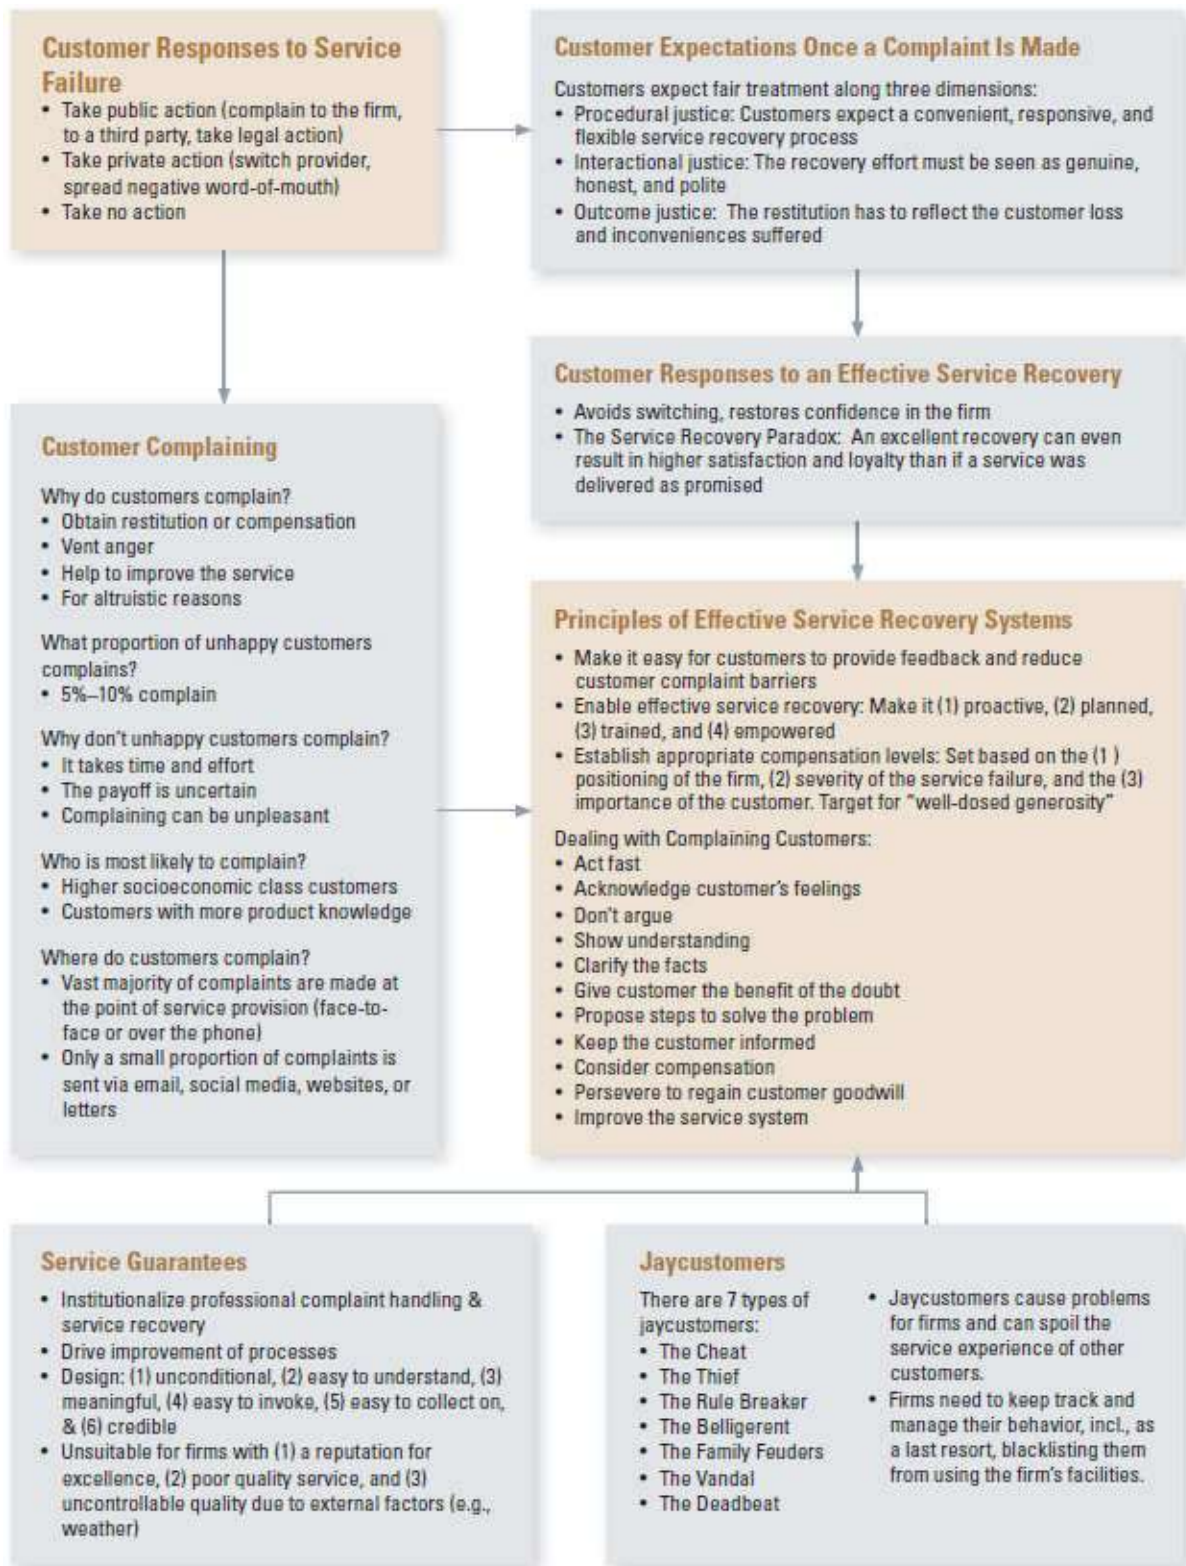 Customer Responses to Service
Failure
• Take public action (complain to the firm,
to a third party, take legal action)
• Take private action (switch provider,
spread negative word-of-mouth)
• Take no action
Customer Expectations Once a Complaint Is Made
Customers expect fair treatment along three dimensions:
• Procedural justice: Customers expect a convenient, responsive, and
flexible service recovery process
• Interactional justice: The recovery effort must be seen as genuine,
honest, and polite
• Outcome justice: The restitution has to reflect the customer loss
and inconveniences suffered
Customer Responses to an Effective Service Recovery
• Avoids switching, restores confidence in the firm
• The Service Recovery Paradox: An excellent recovery can even
result in higher satisfaction and loyalty than if a service was
delivered as promised
Customer Complaining
Why do customers complain?
• Obtain restitution or compensation
• Vent anger
• Help to improve the service
• For altruistic reasons
What proportion of unhappy customers
complains?
• 5%–10% complain
Why don't unhappy customers complain?
• It takes time and effort
• The payoff is uncertain
• Complaining can be unpleasant
Who is most likely to complain?
• Higher socioeconomic class customers
• Customers with more product knowledge
Where do customers complain?
• Vast majority of complaints are made at
the point of service provision (face-to-
face or over the phone)
• Only a small proportion of complaints is
sent via email, social media, websites, or
letters
Principles of Effective Service Recovery Systems
• Make it easy for customers to provide feedback and reduce
customer complaint barriers
• Enable effective service recovery: Make it (1) proactive, (2) planned,
(3) trained, and (4) empowered
• Establish appropriate compensation levels: Set based on the (1 )
positioning of the firm, (2) severity of the service failure, and the (3)
importance of the customer. Target for "well-dosed generosity"
Dealing with Complaining Customers:
• Act fast
• Acknowledge customer's feelings
• Don't argue
• Show understanding
• Clarify the facts
• Give customer the benefit of the doubt
• Propose steps to solve the problem
• Keep the customer informed
• Consider compensation
• Persevere to regain customer goodwill
• Improve the service system
Service Guarantees
• Institutionalize professional complaint handling &
service recovery
• Drive improvement of processes
• Design: (1) unconditional, (2) easy to understand, (3)
meaningful, (4) easy to invoke, (5) easy to collect on,
& (6) credible
• Unsuitable for firms with (1) a reputation for
excellence, (2) poor quality service, and (3)
uncontrollable quality due to external factors (e.g.,
weather)
Jaycustomers
There are 7 types of
jaycustomers:
• The Cheat
• The Thief
• The Rule Breaker
• The Belligerent
• The Family Feuders
• The Vandal
• The Deadbeat
• Jaycustomers cause problems
for firms and can spoil the
service experience of other
customers.
• Firms need to keep track and
manage their behavior, incl., as
a last resort, blacklisting them
from using the firm's facilities.